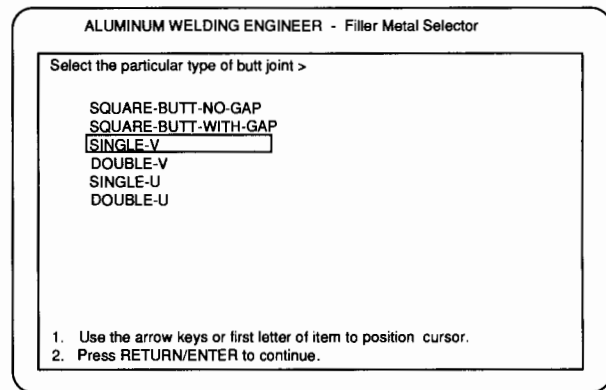 ALUMINUM WELDING ENGINEER - Filler Metal Selector
Select the particular type of butt joint >
SQUARE-BUTT-NO-GAP
SQUARE-BUTT-WITH-GAP
SINGLE-V
DOUBLE-V
SINGLE-U
DOUBLE-U
1. Use the arrow keys or first letter of item to position cursor.
2. Press RETURN/ENTER to continue.